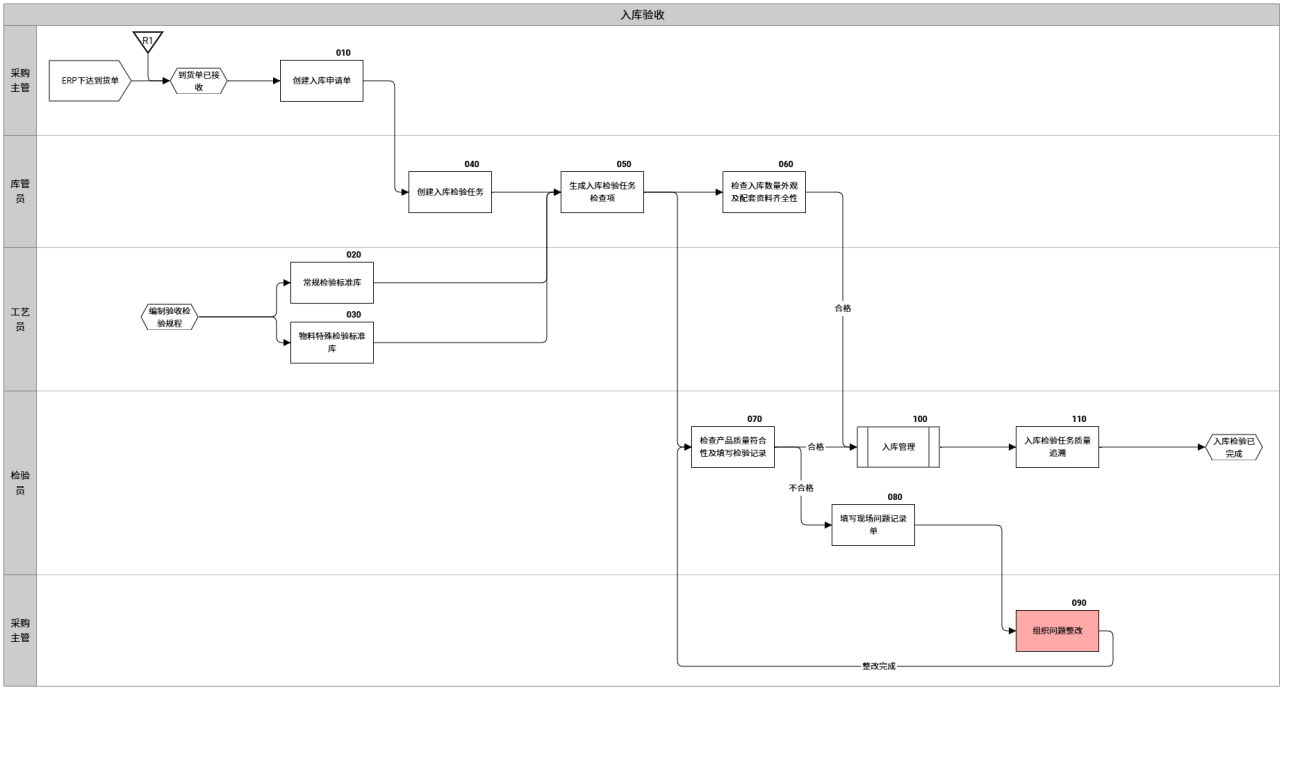 入库验收
采购
主管
R1
ERP下达到货单
到货单已接
收
010
创建入库申请单
库管
员
040
创建入库检验任务
050
生成入库检验任务
检查项
060
检查入库数量外观
及配套资料齐全性
工艺
员
编制验收检
验规程
020
常规检验标准库
030
物料特殊检验标准
库
合格
检验
员
070
检查产品质量符合
性及填写检验记录
合格
100
入库管理
110
入库检验任务质量
追溯
入库检验已
完成
不合格
080
填写现场问题记录
单
采购
主管
090
组织问题整改
整改完成